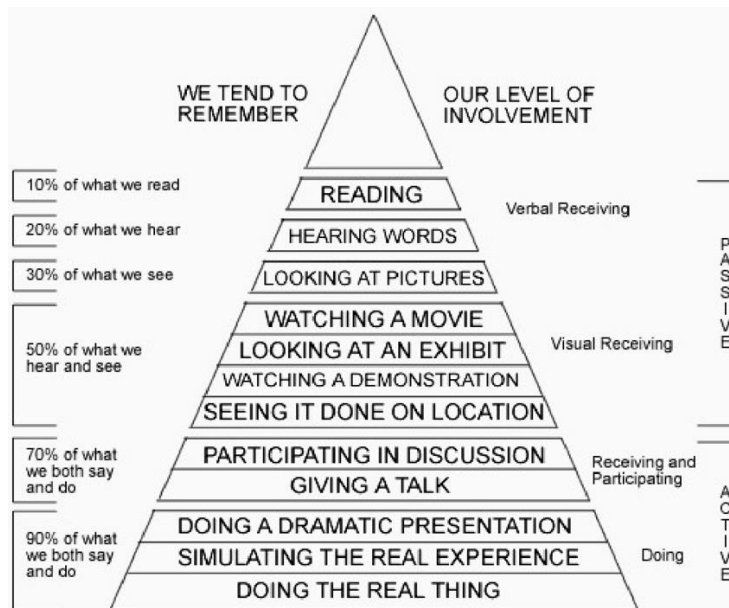 WE TEND TO
REMEMBER
OUR LEVEL OF
INVOLVEMENT
10% of what we read
READING
Verbal Receiving
20% of what we hear
HEARING WORDS
30% of what we see
LOOKING AT PICTURES
50% of what we
hear and see
WATCHING A MOVIE
LOOKING AT AN EXHIBIT
WATCHING A DEMONSTRATION
SEEING IT DONE ON LOCATION
Visual Receiving
PASSIVE
70% of what
we both say
and do
PARTICIPATING IN DISCUSSION
GIVING A TALK
Receiving and
Participating
90% of what
we both say
and do
DOING A DRAMATIC PRESENTATION
SIMULATING THE REAL EXPERIENCE
DOING THE REAL THING
Doing
ACTIVE